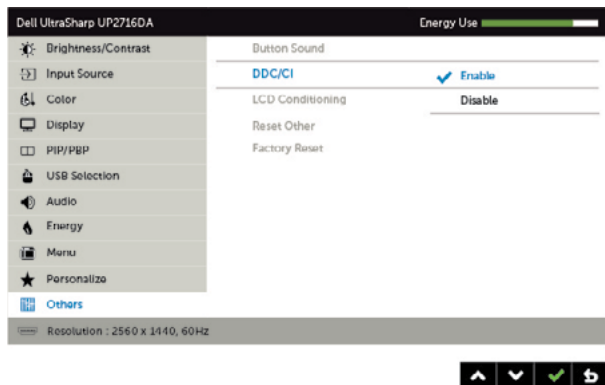 Dell UltraSharp UP2716DA
Energy Use
Brightness/Contrast
Button Sound
Input Source
DDC/CI
Enable
Color
LCD Conditioning
Disable
Display
Reset Other
PIP/PBP
Factory Reset
USB Selection
Audio
Energy
Menu
Personalize
Others
Resolution : 2560 x 1440, 60Hz